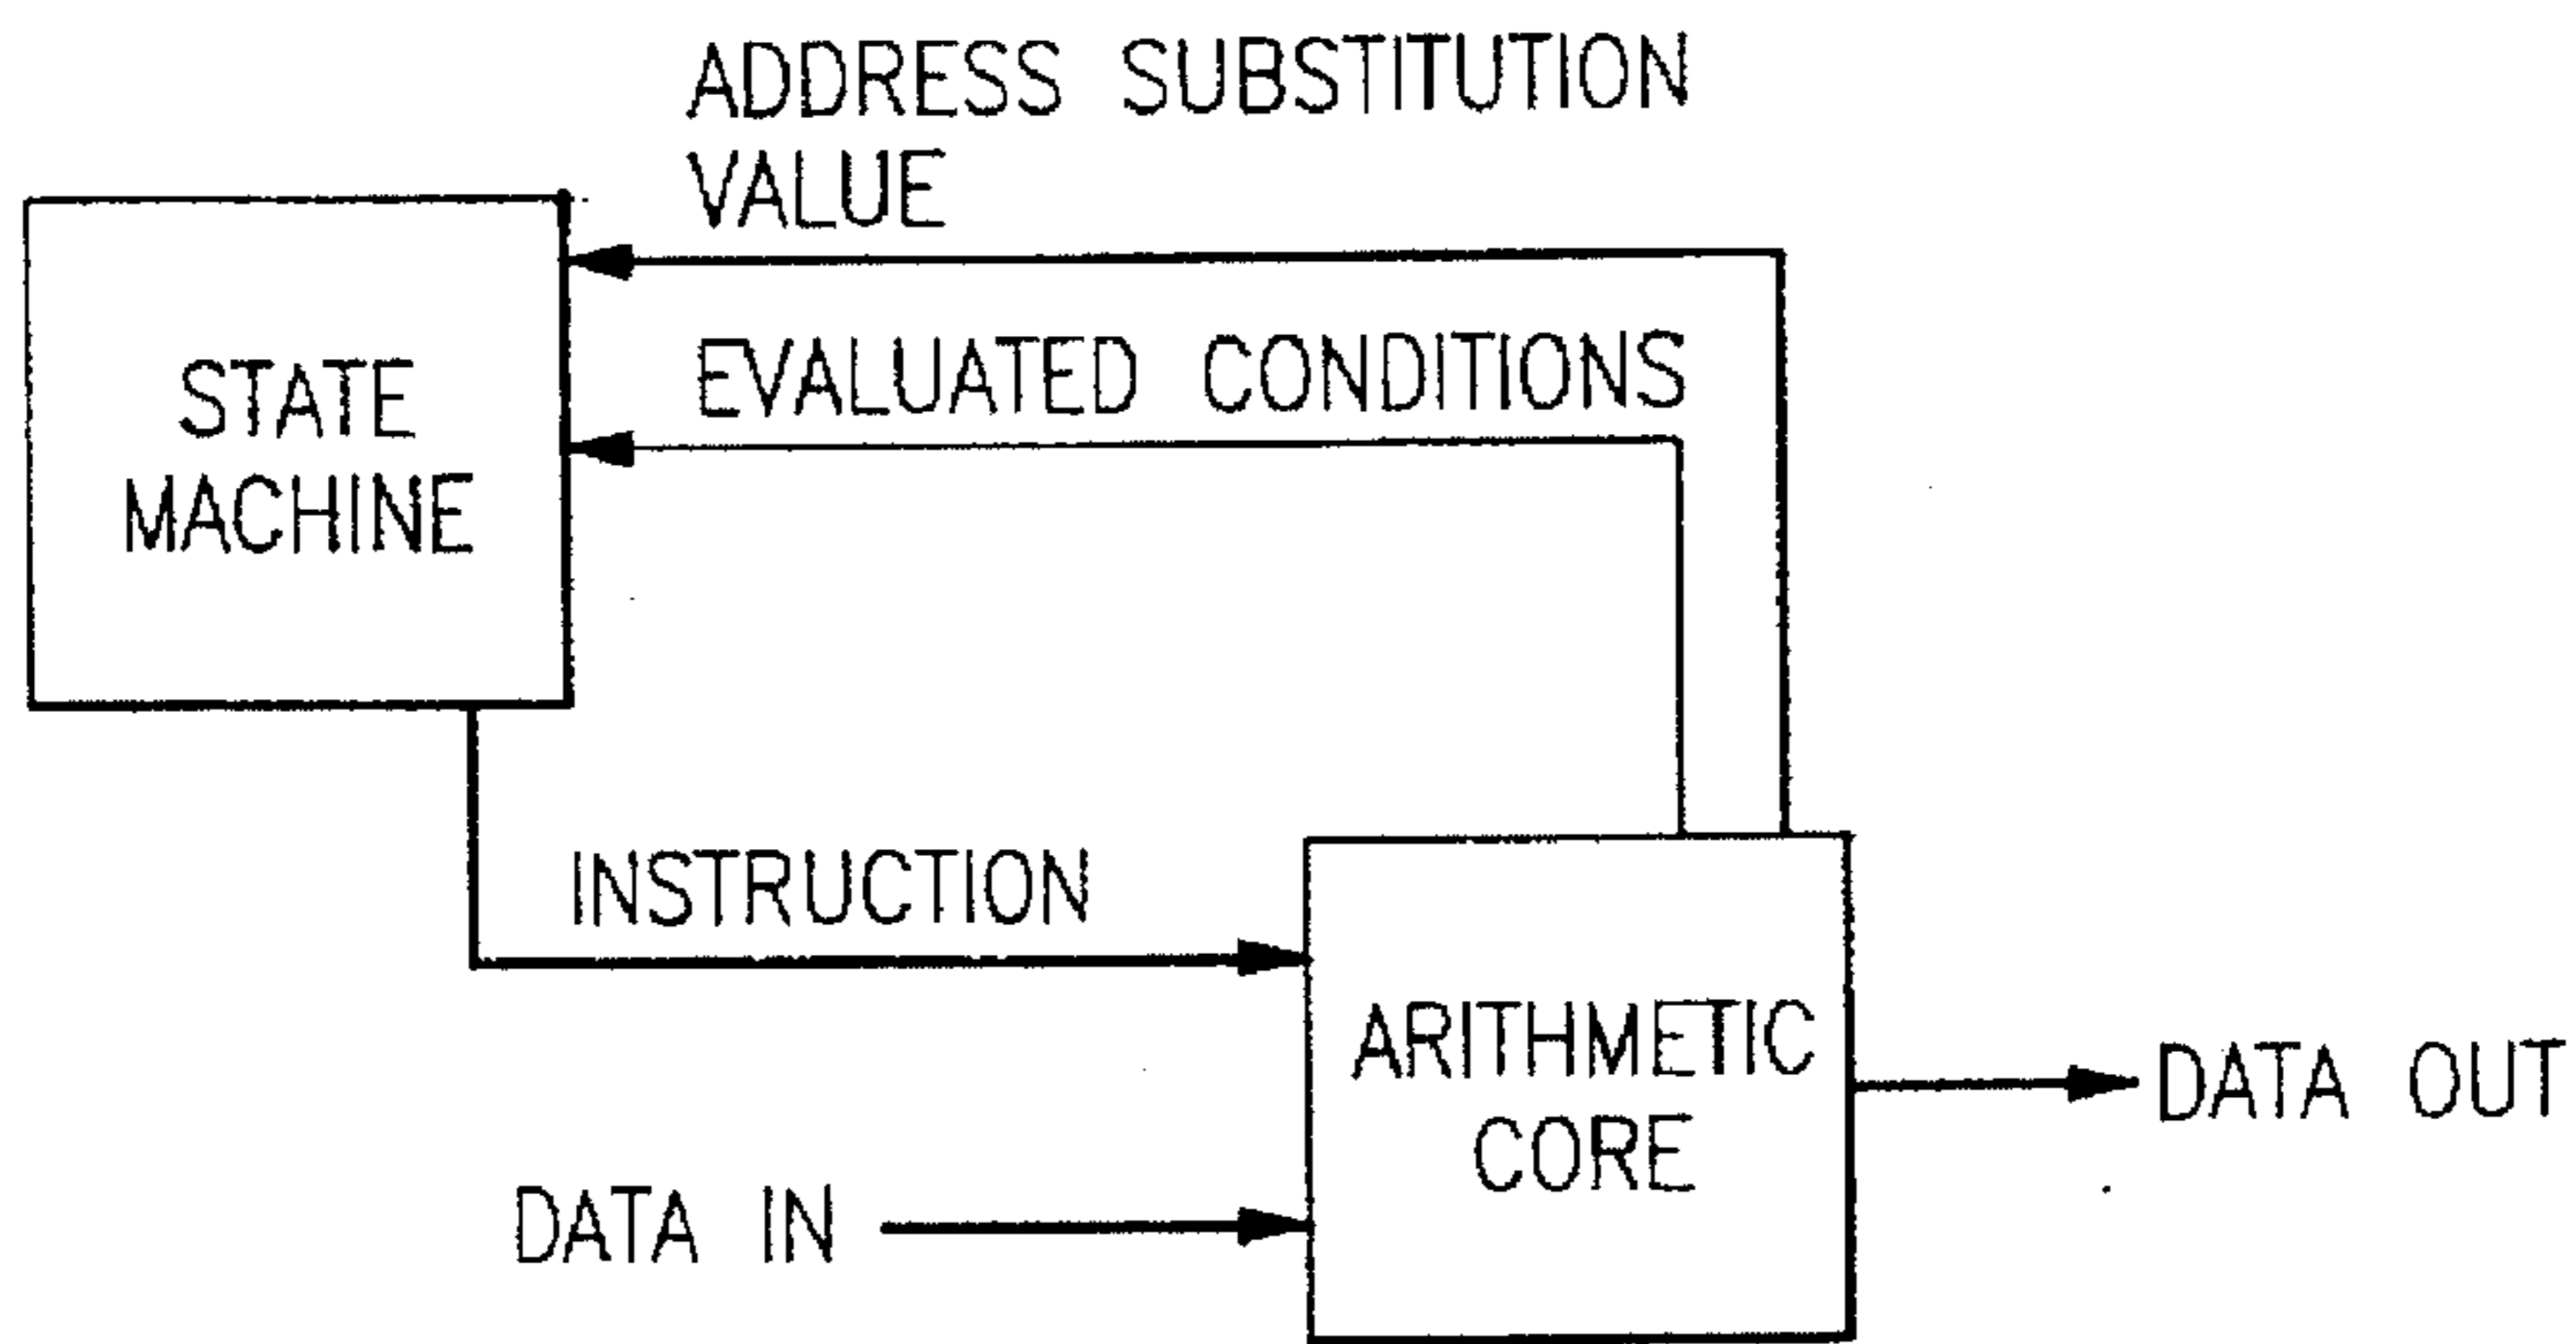 ADDRESS SUBSTITUTION
VALUE
EVALUATED CONDITIONS
STATE
MACHINE
INSTRUCTION
ARITHMETIC
CORE
DATA OUT
DATA IN